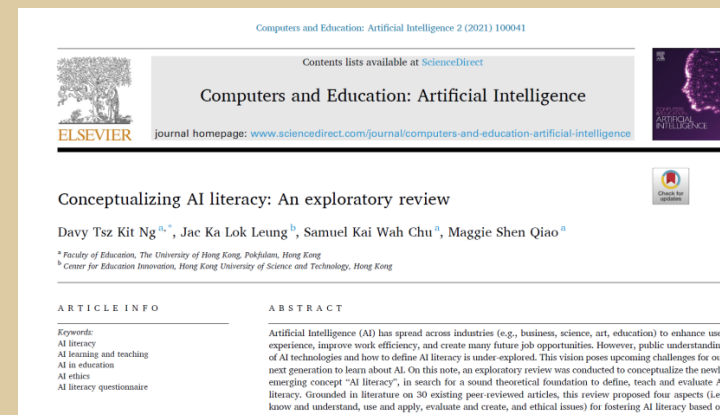 Computers and Education: Artificial Intelligence 2 (2021) 100041
Contents lists available at ScienceDirect
Computers and Education: Artificial Intelligence
ELSEVIER
journal homepage: www.sciencedirect.com/journal/computers-and-education-artificial-intelligence
COMPUTERS
ARTIFICIAL
INTELLIGENCE
Check for
updates
Conceptualizing AI literacy: An exploratory review
Davy Tsz Kit Ng a,*, Jac Ka Lok Leung b, Samuel Kai Wah Chu a, Maggie Shen Qiao a
a Faculty of Education, The University of Hong Kong, Pokfulam, Hong Kong
b Center for Education Innovation, Hong Kong University of Science and Technology, Hong Kong
ARTICLE INFO
Keywords:
AI literacy
AI learning and teaching
AI in education
AI ethics
AI literacy questionnaire
ABSTRACT
Artificial Intelligence (AI) has spread across industries (e.g., business, science, art, education) to enhance use
experience, improve work efficiency, and create many future job opportunities. However, public understandin
of AI technologies and how to define AI literacy is under-explored. This vision poses upcoming challenges for ou
next generation to learn about AI. On this note, an exploratory review was conducted to conceptualize the newl
emerging concept "AI literacy", in search for a sound theoretical foundation to define, teach and evaluate A
literacy. Grounded in literature on 30 existing peer-reviewed articles, this review proposed four aspects (i.e
know and understand, use and apply, evaluate and create, and ethical issues) for fostering AI literacy based o